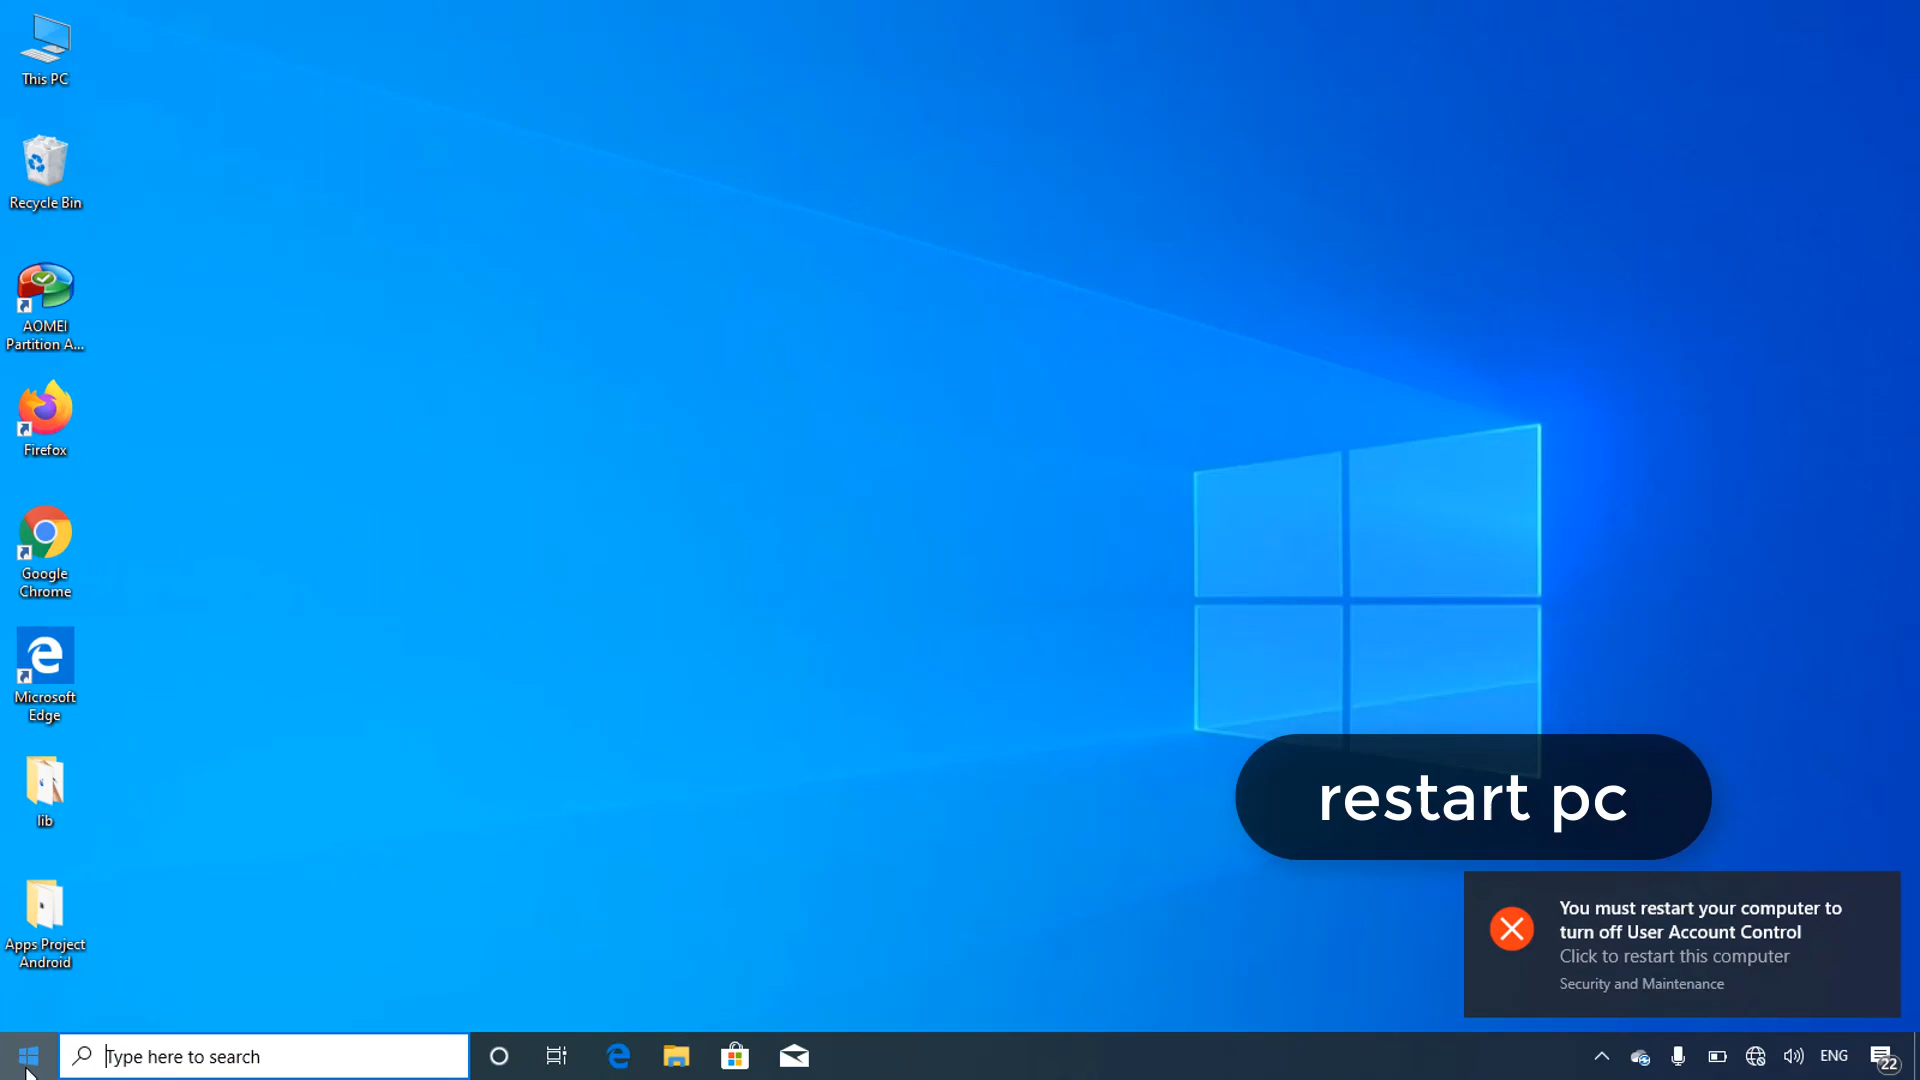 This PC
Recycle Bin
AOMEI
Partition A...
Firefox
Google
Chrome
Microsoft
Edge
lib
Apps Project
Android
restart pc
You must restart your computer to
turn off User Account Control
Click to restart this computer
Security and Maintenance
Type here to search
ENG
22